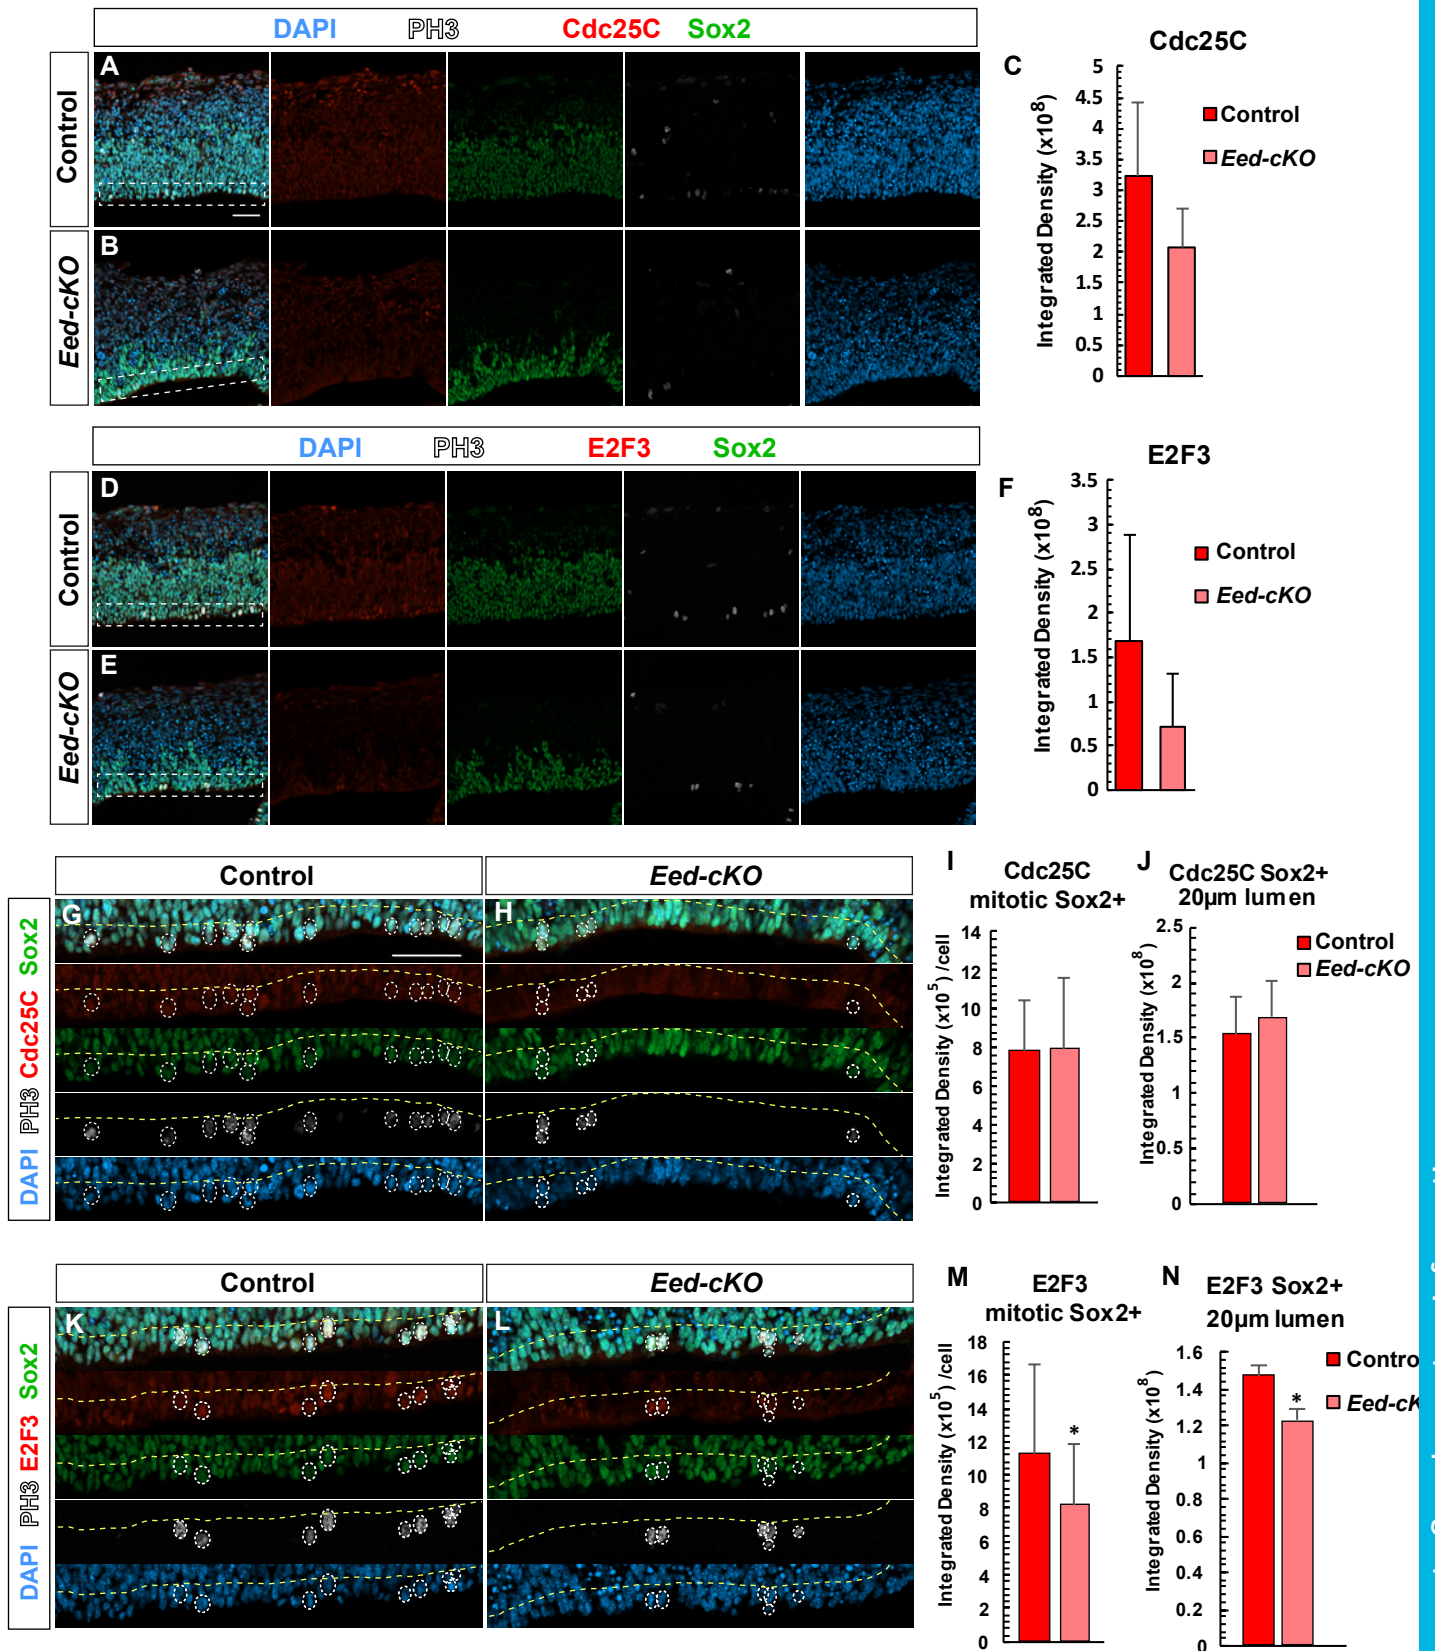 DAPI PH3 Cdc25C Sox2
Control
A
Eed-cKO
B
C
Cdc25C
Integrated Density (x10⁸)
5
4.5
4
3.5
3
2.5
2
1.5
1
0.5
0
Control
Eed-cKO
DAPI PH3 E2F3 Sox2
Control
D
Eed-cKO
E
F
E2F3
Integrated Density (x10⁸)
3.5
3
2.5
2
1.5
1
0.5
0
Control
Eed-cKO
Control
Eed-cKO
DAPI PH3 Cdc25C Sox2
G
H
I
Cdc25C
mitotic Sox2+
Integrated Density (x10⁵) /cell
14
12
10
8
6
4
2
0
J
Cdc25C Sox2+
20µm lumen
Integrated Density (x10⁸)
2.5
2
1.5
1
0.5
0
Control
Eed-cKO
Control
Eed-cKO
DAPI PH3 E2F3 Sox2
K
L
M
E2F3
mitotic Sox2+
Integrated Density (x10⁵) /cell
18
16
14
12
10
8
6
4
2
0
*
N
E2F3 Sox2+
20µm lumen
Integrated Density (x10⁸)
1.6
1.4
1.2
1
0.8
0.6
0.4
0.2
0
*
Contro
Eed-cK